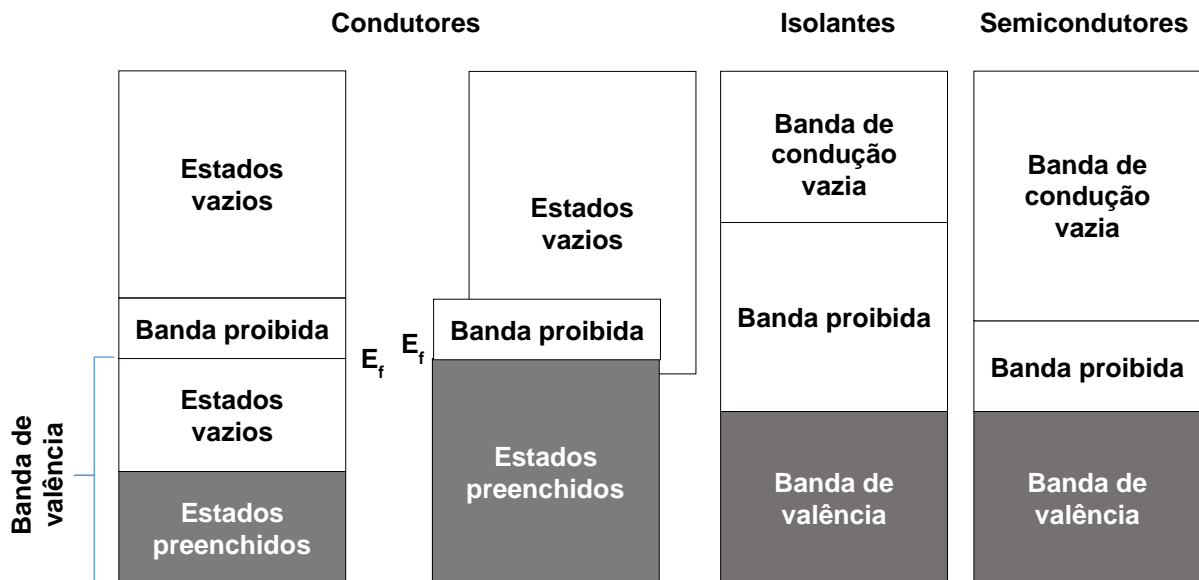 Condutores
Isolantes
Semicondutores
Estados
vazios
Banda proibida
Estados
vazios
Estados
preenchidos
Banda de
valência
E_f
E_f
Estados
vazios
Banda proibida
Estados
preenchidos
Banda de
condução
vazia
Banda proibida
Banda de
valência
Banda de
condução
vazia
Banda proibida
Banda de
valência